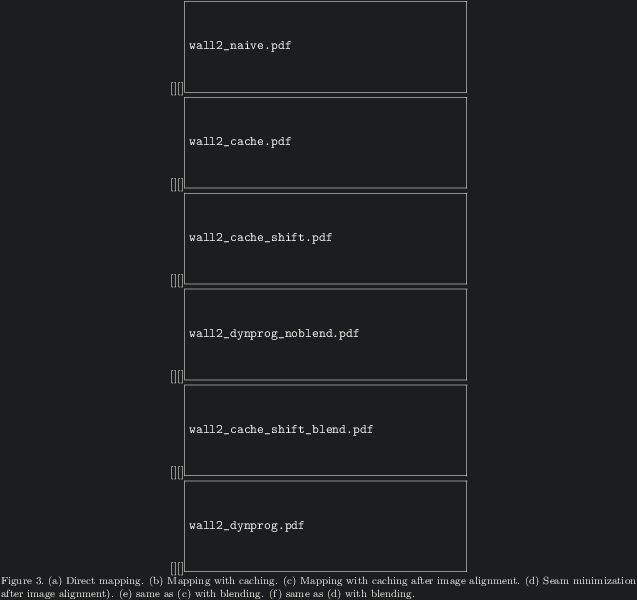 wall2_naive.pdf
[][]
wall2_cache.pdf
[][]
wall2_cache_shift.pdf
[][]
wall2_dynprog_noblend.pdf
[][]
wall2_cache_shift_blend.pdf
[][]
wall2_dynprog.pdf
[][]
Figure 3. (a) Direct mapping. (b) Mapping with caching. (c) Mapping with caching after image alignment. (d) Seam minimization
after image alignment). (e) same as (c) with blending. (f) same as (d) with blending.